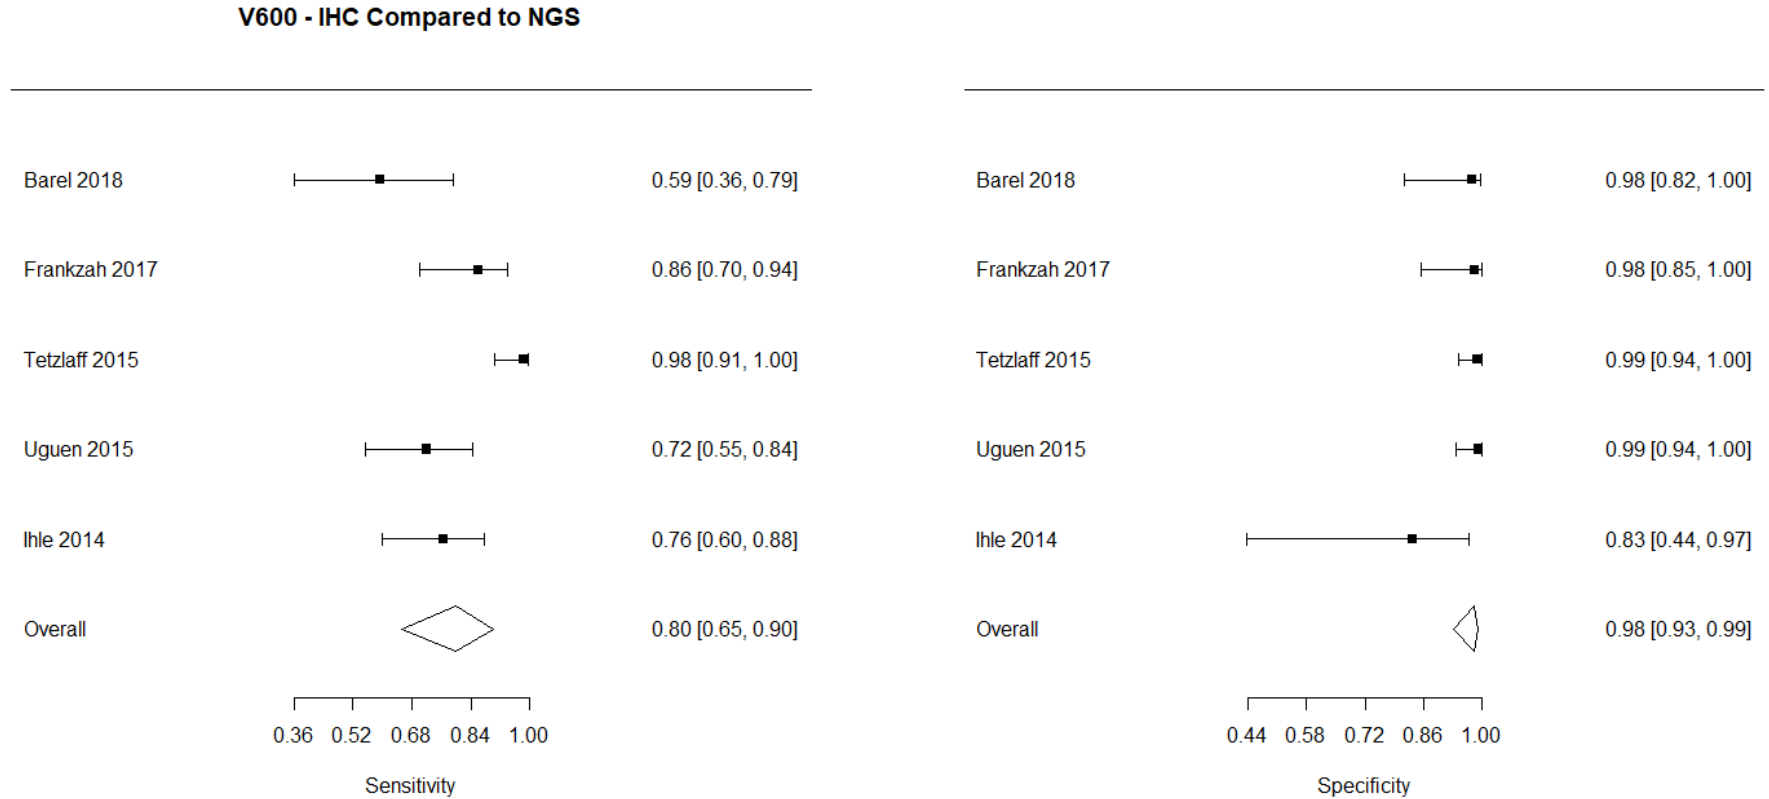 V600 - IHC Compared to NGS
Barel 2018 0.59 [0.36, 0.79]
Frankzah 2017 0.86 [0.70, 0.94]
Tetzlaff 2015 0.98 [0.91, 1.00]
Uguen 2015 0.72 [0.55, 0.84]
Ihle 2014 0.76 [0.60, 0.88]
Overall 0.80 [0.65, 0.90]
0.36 0.52 0.68 0.84 1.00
Sensitivity
Barel 2018 0.98 [0.82, 1.00]
Frankzah 2017 0.98 [0.85, 1.00]
Tetzlaff 2015 0.99 [0.94, 1.00]
Uguen 2015 0.99 [0.94, 1.00]
Ihle 2014 0.83 [0.44, 0.97]
Overall 0.98 [0.93, 0.99]
0.44 0.58 0.72 0.86 1.00
Specificity